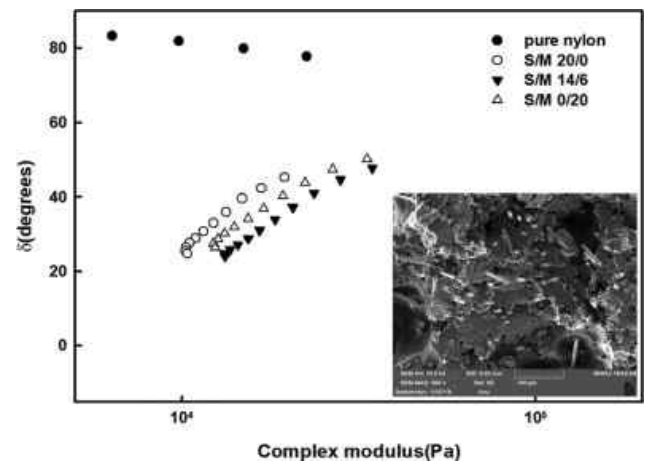 80
60
40
20
0
δ(degrees)
pure nylon
S/M 20/0
S/M 14/6
S/M 0/20
10⁴
10⁵
Complex modulus(Pa)